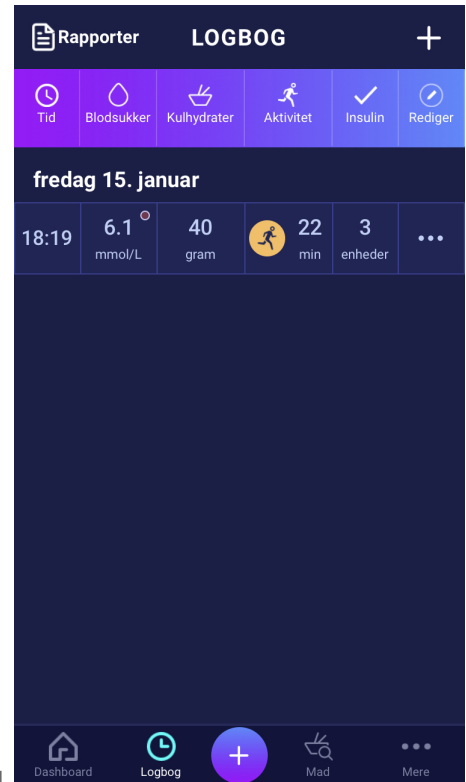 Rapporter LOGBOG
Tid Blodsukker Kulhydrater Aktivitet Insulin Rediger
fredag 15. januar
18:19 6.1 mmol/L 40 gram 22 min 3 enheder
Dashboard Logbog Mad Mere